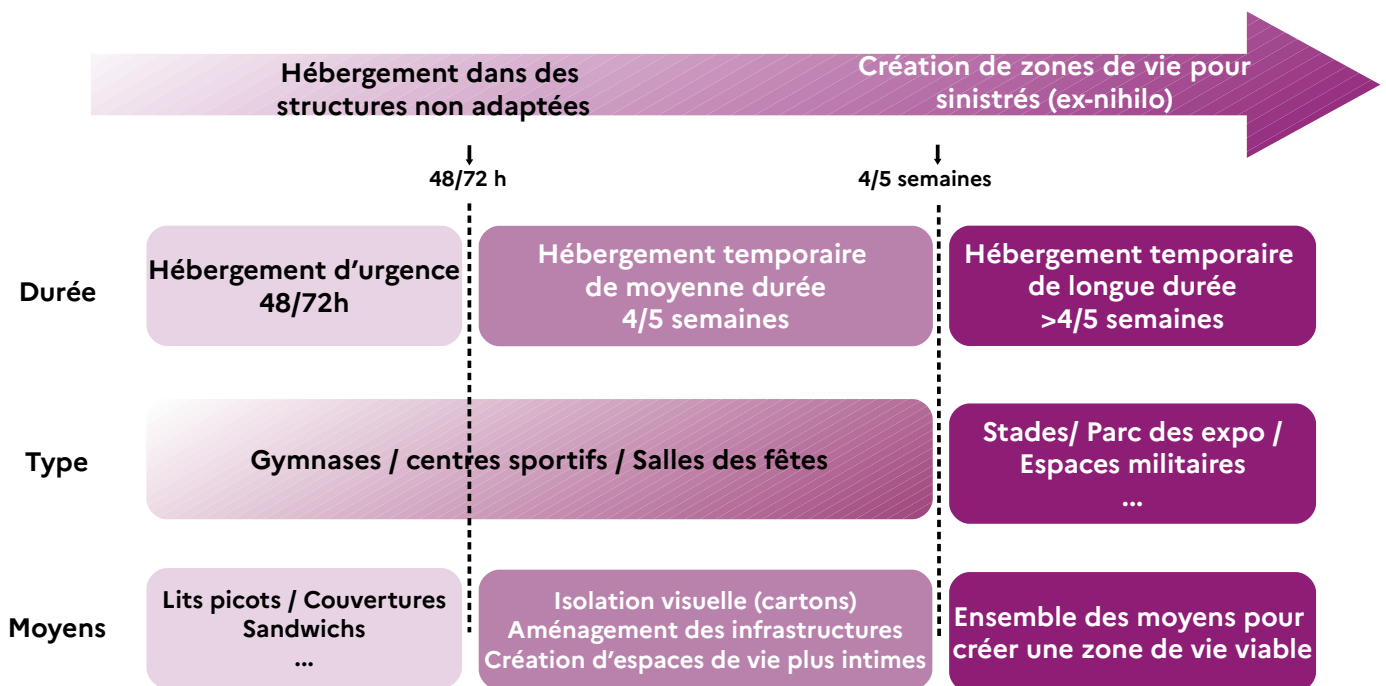 Hébergement dans des
structures non adaptées
Création de zones de vie pour
sinistrés (ex-nihilo)
48/72 h
4/5 semaines
Durée
Hébergement d’urgence
48/72h
Hébergement temporaire
de moyenne durée
4/5 semaines
Hébergement temporaire
de longue durée
>4/5 semaines
Type
Gymnases / centres sportifs / Salles des fêtes
Stades/ Parc des expo /
Espaces militaires
...
Moyens
Lits picots / Couvertures
Sandwichs
...
Isolation visuelle (cartons)
Aménagement des infrastructures
Création d’espaces de vie plus intimes
Ensemble des moyens pour
créer une zone de vie viable